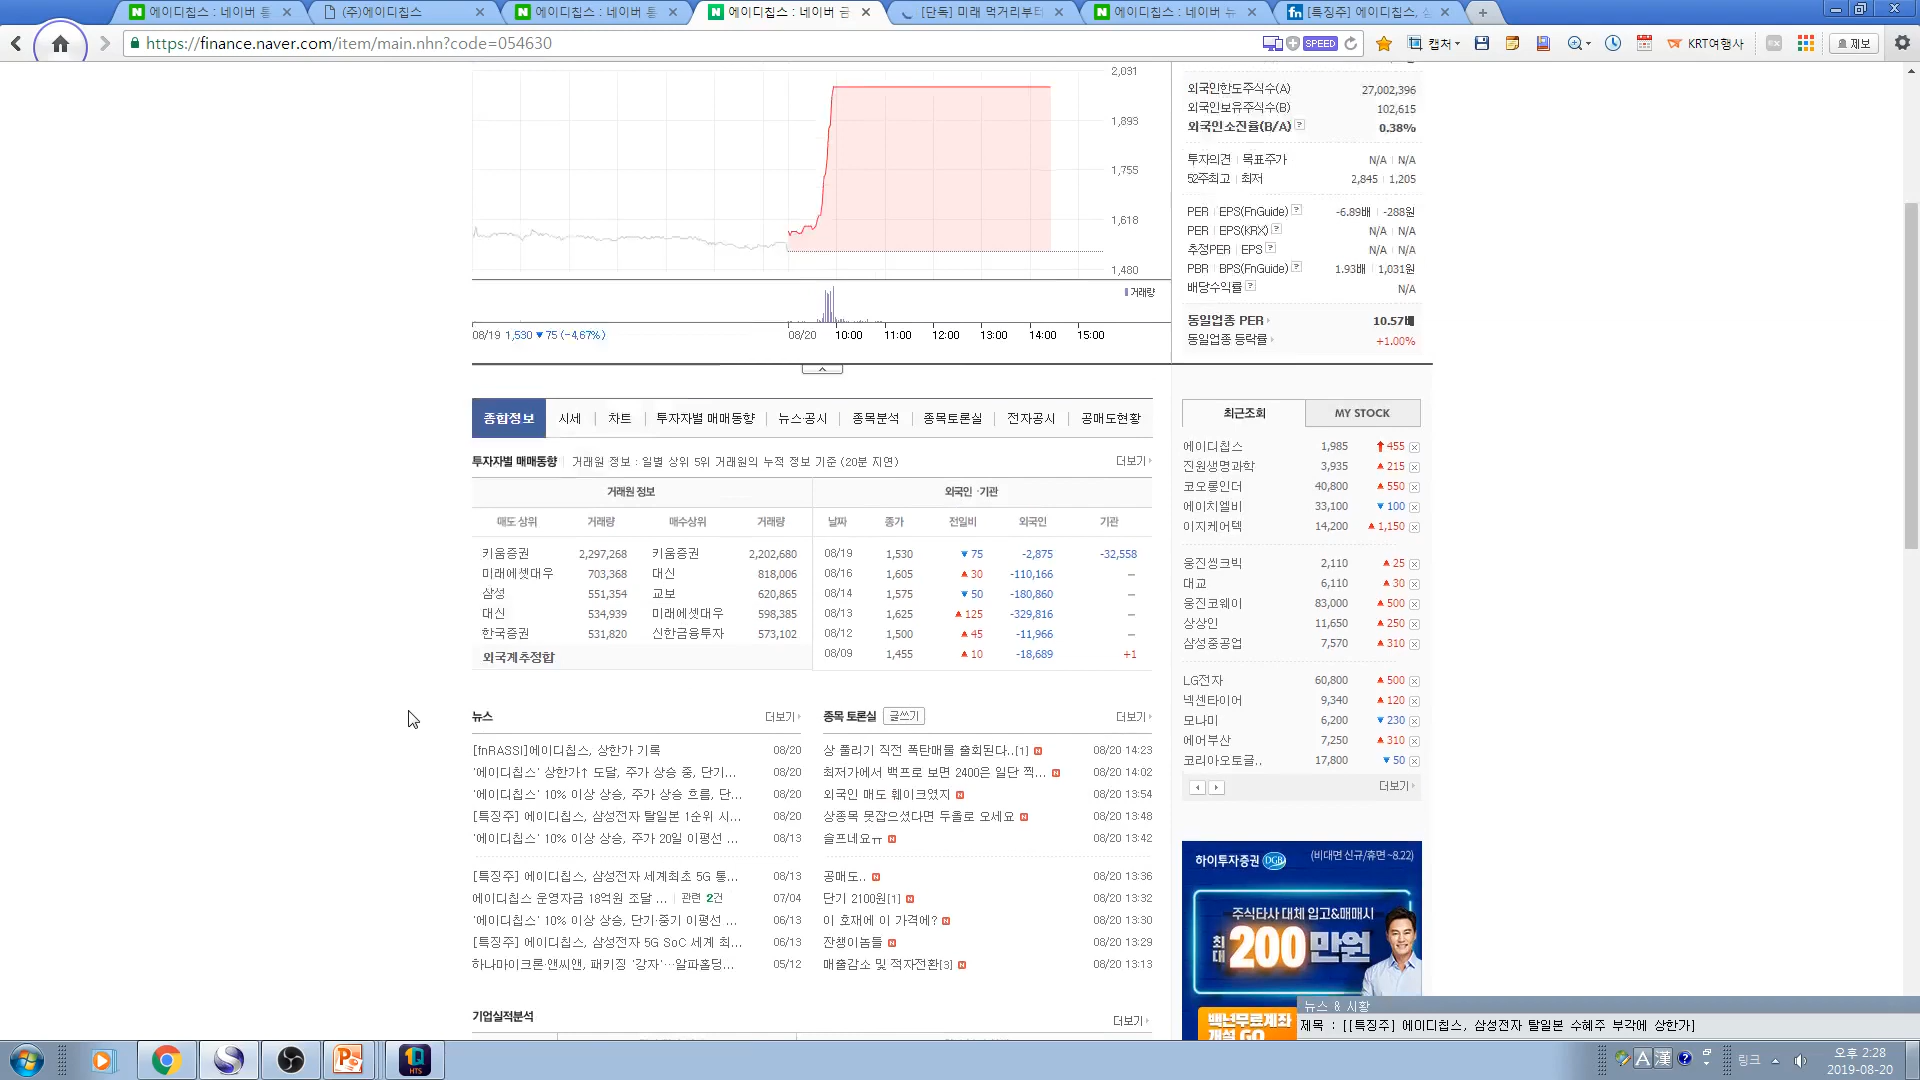 에이디칩스 : 네이버 통
(주)에이디칩스
에이디칩스 : 네이버 통
에이디칩스 : 네이버 금
[단독] 미래 먹거리부터
에이디칩스 : 네이버 뉴
[특징주] 에이디칩스, 삼
https://finance.naver.com/item/main.nhn?code=054630
SPEED
캡처
KRT여행사
제보
2,031
1,893
1,755
1,618
1,480
거래량
08/19 1,530 ▼75 (-4.67%)
08/20 10:00 11:00 12:00 13:00 14:00 15:00
외국인한도주식수(A) 27,002,396
외국인보유주식수(B) 102,615
외국인소진율(B/A) ? 0.38%
투자의견 | 목표주가 N/A | N/A
52주최고 | 최저 2,845 | 1,205
PER | EPS(FnGuide) ? -6.89배 | -288원
PER | EPS(KRX) ? N/A | N/A
추정PER | EPS ? N/A | N/A
PBR | BPS(FnGuide) ? 1.93배 | 1,031원
배당수익률 ? N/A
동일업종 PER 10.57배
동일업종 등락률 +1.00%
종합정보 시세 차트 투자자별 매매동향 뉴스·공시 종목분석 종목토론실 전자공시 공매도현황
투자자별 매매동향 거래원 정보 : 일별 상위 5위 거래원의 누적 정보 기준 (20분 지연) 더보기
거래원 정보 외국인·기관
매도 상위 거래량 매수상위 거래량 날짜 종가 전일비 외국인 기관
키움증권 2,297,268 키움증권 2,202,680 08/19 1,530 ▼ 75 -2,875 -32,558
미래에셋대우 703,368 대신 818,006 08/16 1,605 ▲ 30 -110,166 –
삼성 551,354 교보 620,865 08/14 1,575 ▼ 50 -180,860 –
대신 534,939 미래에셋대우 598,385 08/13 1,625 ▲ 125 -329,816 –
한국증권 531,820 신한금융투자 573,102 08/12 1,500 ▲ 45 -11,966 –
외국계추정합 08/09 1,455 ▲ 10 -18,689 +1
뉴스 더보기
[fnRASSI]에이디칩스, 상한가 기록 08/20
'에이디칩스' 상한가↑ 도달, 주가 상승 중, 단기... 08/20
'에이디칩스' 10% 이상 상승, 주가 상승 흐름, 단... 08/20
[특징주] 에이디칩스, 삼성전자 탈일본 1순위 시... 08/20
'에이디칩스' 10% 이상 상승, 주가 20일 이평선 ... 08/13
[특징주] 에이디칩스, 삼성전자 세계최초 5G 통... 08/13
에이디칩스 운영자금 18억원 조달 ... | 관련 2건 07/04
'에이디칩스' 10% 이상 상승, 단기·중기 이평선 ... 06/13
[특징주] 에이디칩스, 삼성전자 5G SoC 세계 최... 06/13
하나마이크론·앤씨앤, 패키징 '강자'…알파홀딩... 05/12
종목 토론실 글쓰기 더보기
상 풀리기 직전 폭탄매물 출회된다..[1] N 08/20 14:23
최저가에서 백프로 보면 2400은 일단 찍... N 08/20 14:02
외국인 매도 훼이크였지 N 08/20 13:54
상종목 못잡으셨다면 두올로 오세요 N 08/20 13:48
슬프네요ㅠ N 08/20 13:42
공매도.. N 08/20 13:36
단기 2100원[1] N 08/20 13:32
이 호재에 이 가격에? N 08/20 13:30
잔챙이놈들 N 08/20 13:29
매출감소 및 적자전환[3] N 08/20 13:13
기업실적분석 더보기
최근조회 MY STOCK
에이디칩스 1,985 ↑ 455
진원생명과학 3,935 ▲ 215
코오롱인더 40,800 ▲ 550
에이치엘비 33,100 ▼ 100
이지케어텍 14,200 ▲ 1,150
웅진씽크빅 2,110 ▲ 25
대교 6,110 ▲ 30
웅진코웨이 83,000 ▲ 500
상상인 11,650 ▲ 250
삼성중공업 7,570 ▲ 310
LG전자 60,800 ▲ 500
넥센타이어 9,340 ▲ 120
모나미 6,200 ▼ 230
에어부산 7,250 ▲ 310
코리아오토글.. 17,800 ▼ 50
더보기
하이투자증권 DGB (비대면 신규/휴면 ~8.22)
주식타사 대체 입고&매매시
최대 200만원
백년무료계좌
개설 GO
뉴스 & 시황
제목 : [[특징주] 에이디칩스, 삼성전자 탈일본 수혜주 부각에 상한가]
HTS
A 漢
링크
오후 2:28
2019-08-20